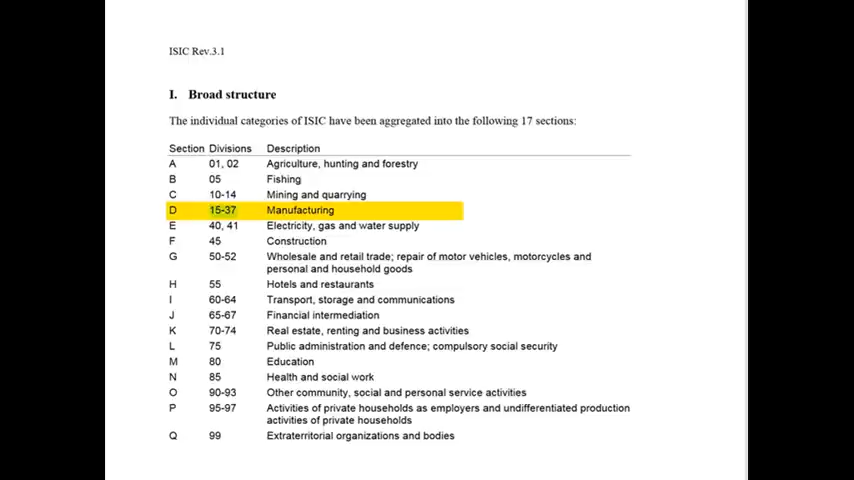 ISIC Rev.3.1
I. Broad structure
The individual categories of ISIC have been aggregated into the following 17 sections:
Section Divisions Description
A 01, 02 Agriculture, hunting and forestry
B 05 Fishing
C 10-14 Mining and quarrying
D 15-37 Manufacturing
E 40, 41 Electricity, gas and water supply
F 45 Construction
G 50-52 Wholesale and retail trade; repair of motor vehicles, motorcycles and
personal and household goods
H 55 Hotels and restaurants
I 60-64 Transport, storage and communications
J 65-67 Financial intermediation
K 70-74 Real estate, renting and business activities
L 75 Public administration and defence; compulsory social security
M 80 Education
N 85 Health and social work
O 90-93 Other community, social and personal service activities
P 95-97 Activities of private households as employers and undifferentiated production
activities of private households
Q 99 Extraterritorial organizations and bodies